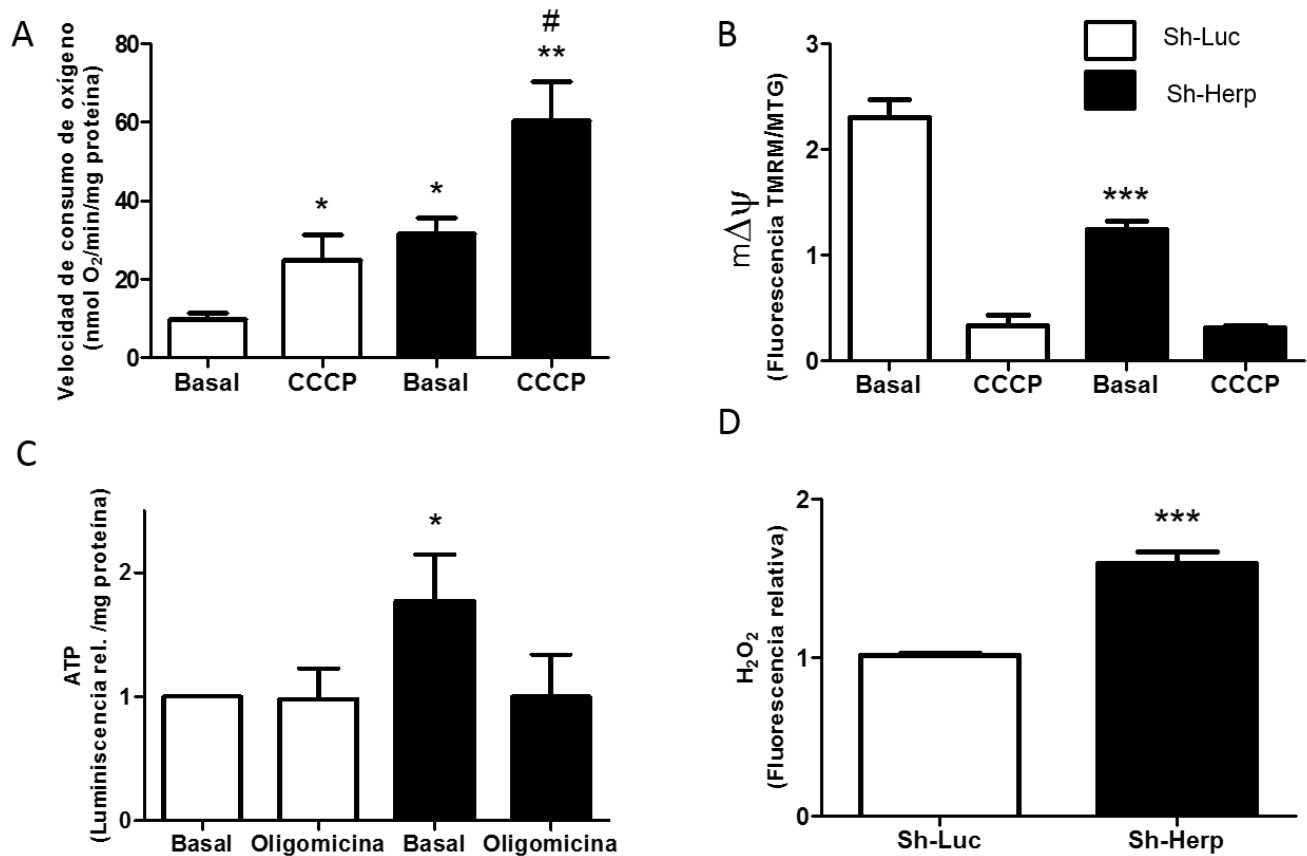 A
Velocidad de consumo de oxígeno
(nmol O₂/min/mg proteína)
80
60
40
20
0
*
*
#
**
Basal CCCP Basal CCCP
B
Sh-Luc
Sh-Herp
mΔψ
(Fluorescencia TMRM/MTG)
3
2
1
0
***
Basal CCCP Basal CCCP
C
ATP
(Luminiscencia rel. /mg proteína)
2
1
0
*
Basal Oligomicina Basal Oligomicina
D
H₂O₂
(Fluorescencia relativa)
2
1
0
***
Sh-Luc Sh-Herp